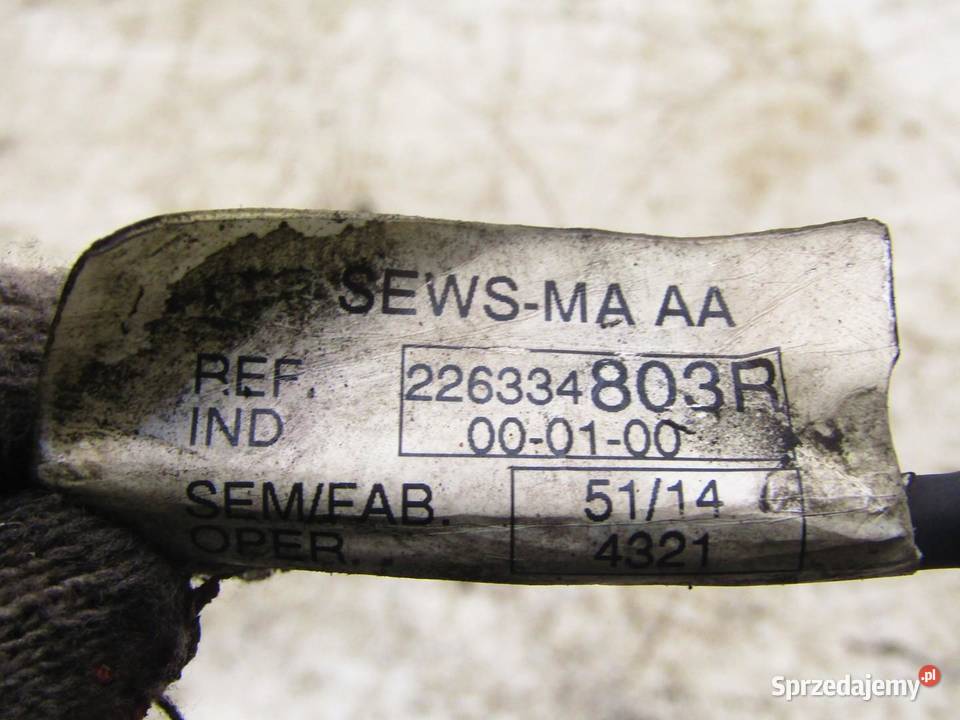 SEWS-MA AA
REF. 226334803R
IND 00-01-00
SEM/FAB. 51/14
OPER. 4321
Sprzedajemy.pl